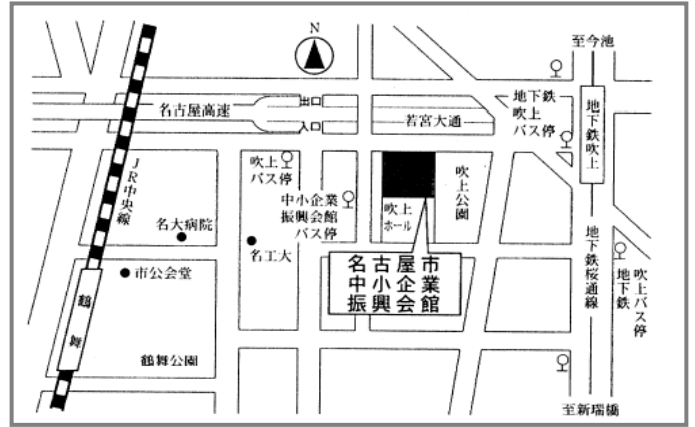 N
至今池
名古屋高速
出口
入口
若宮大通
地下鉄
吹上
バス停
地下鉄吹上
JR中央線
吹上
バス停
中小企業
振興会館
バス停
吹上
ホール
吹上公園
名大病院
名工大
市公会堂
名古屋市
中小企業
振興会館
地下鉄桜通線
地下鉄
吹上バス停
鶴舞
鶴舞公園
至新瑞橋